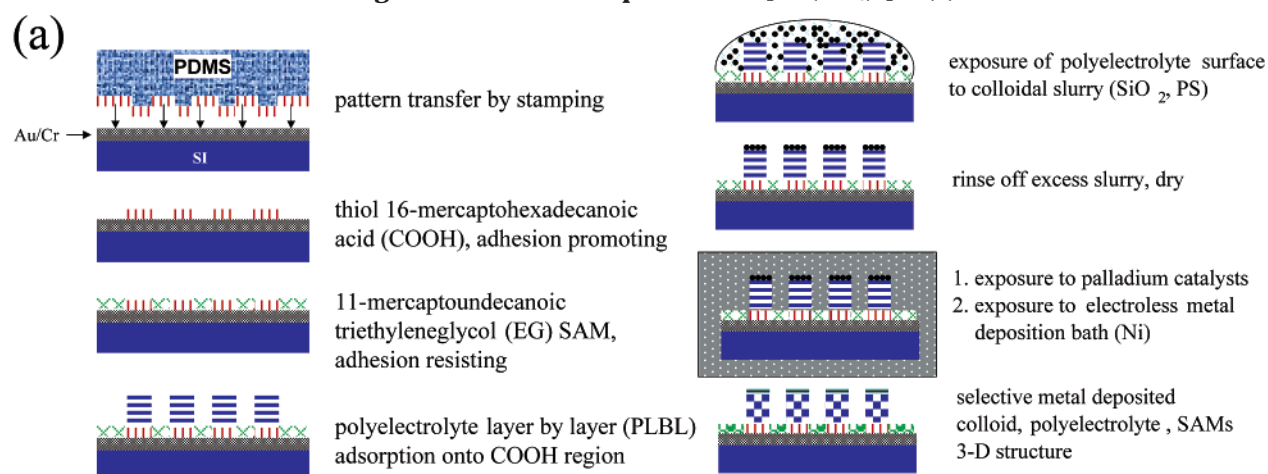 (a)
PDMS
pattern transfer by stamping
Au/Cr
SI
thiol 16-mercaptohexadecanoic
acid (COOH), adhesion promoting
11-mercaptoundecanoic
triethyleneglycol (EG) SAM,
adhesion resisting
polyelectrolyte layer by layer (PLBL)
adsorption onto COOH region
exposure of polyelectrolyte surface
to colloidal slurry (SiO 2, PS)
rinse off excess slurry, dry
1. exposure to palladium catalysts
2. exposure to electroless metal
deposition bath (Ni)
selective metal deposited
colloid, polyelectrolyte , SAMs
3-D structure